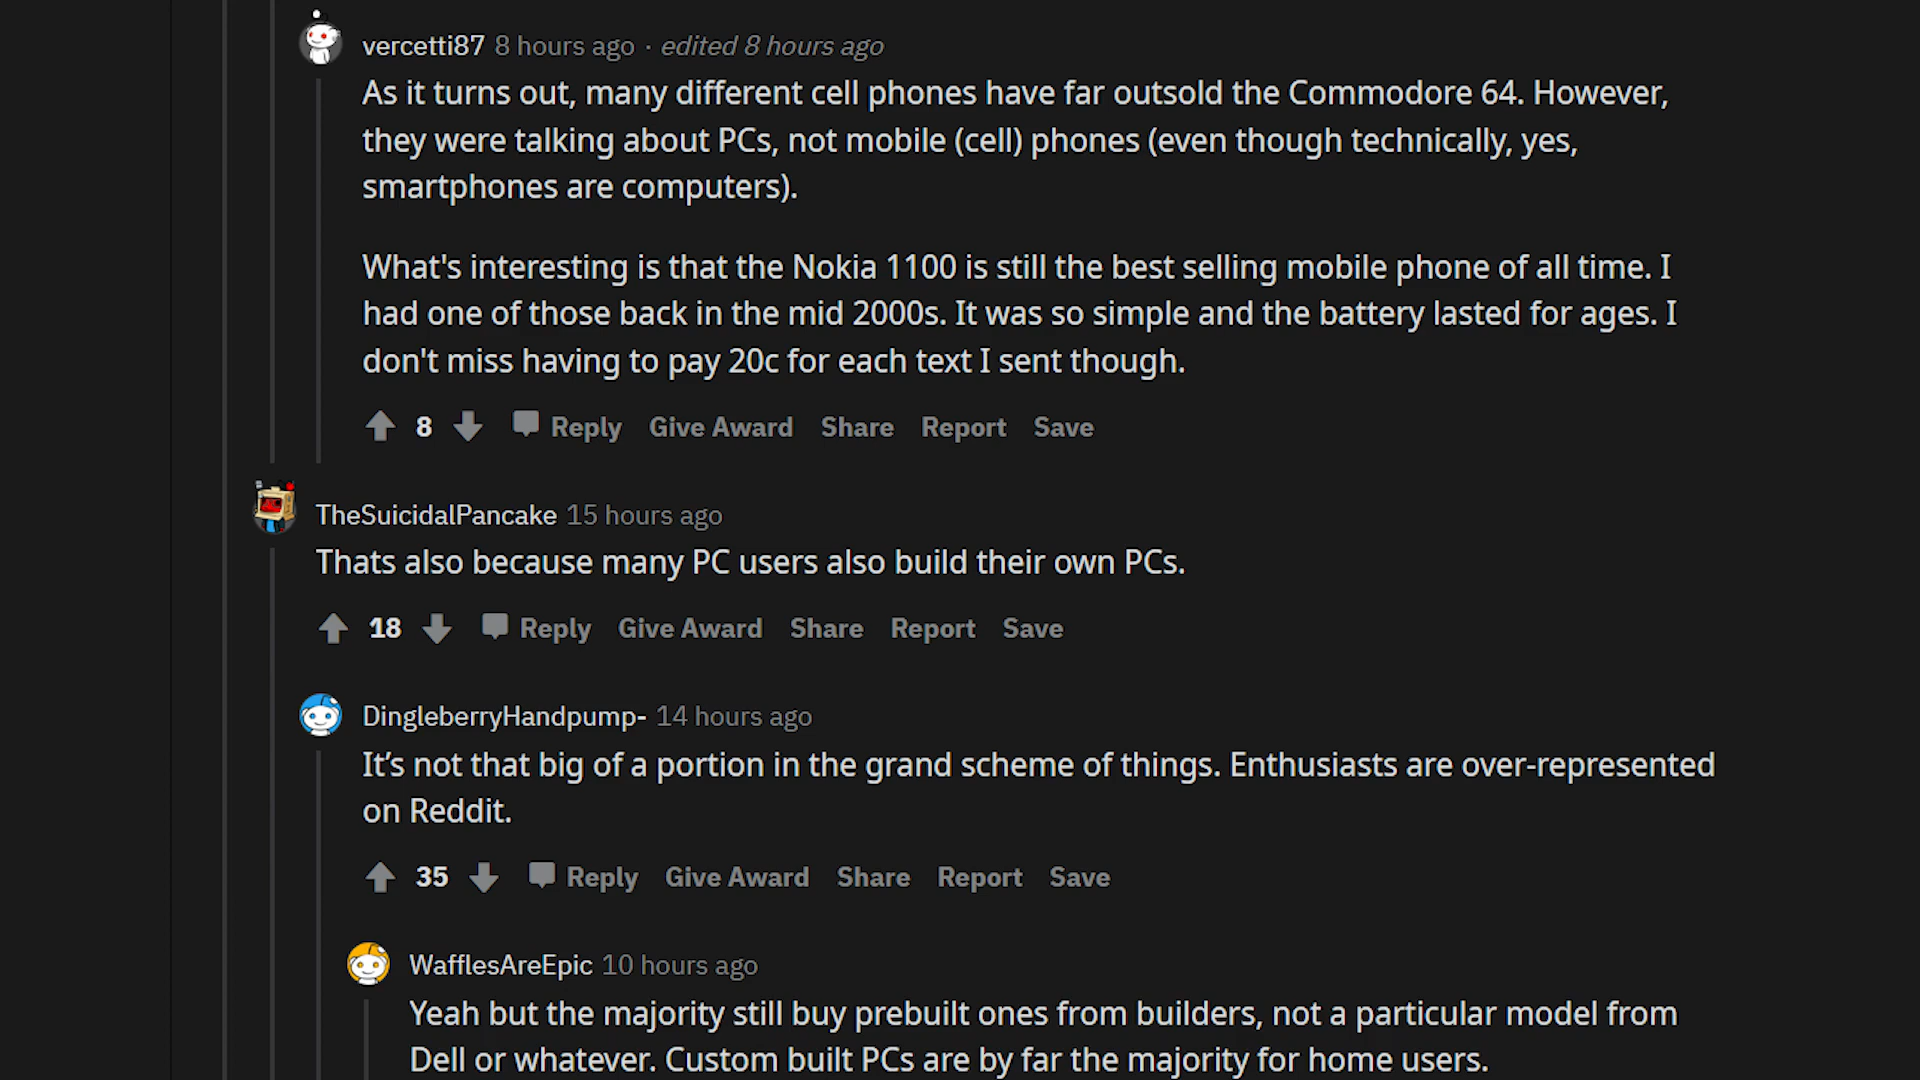 vercetti87 8 hours ago · edited 8 hours ago
As it turns out, many different cell phones have far outsold the Commodore 64. However,
they were talking about PCs, not mobile (cell) phones (even though technically, yes,
smartphones are computers).
What's interesting is that the Nokia 1100 is still the best selling mobile phone of all time. I
had one of those back in the mid 2000s. It was so simple and the battery lasted for ages. I
don't miss having to pay 20c for each text I sent though.
8 Reply Give Award Share Report Save
TheSuicidalPancake 15 hours ago
Thats also because many PC users also build their own PCs.
18 Reply Give Award Share Report Save
DingleberryHandpump- 14 hours ago
It’s not that big of a portion in the grand scheme of things. Enthusiasts are over-represented
on Reddit.
35 Reply Give Award Share Report Save
WafflesAreEpic 10 hours ago
Yeah but the majority still buy prebuilt ones from builders, not a particular model from
Dell or whatever. Custom built PCs are by far the majority for home users.